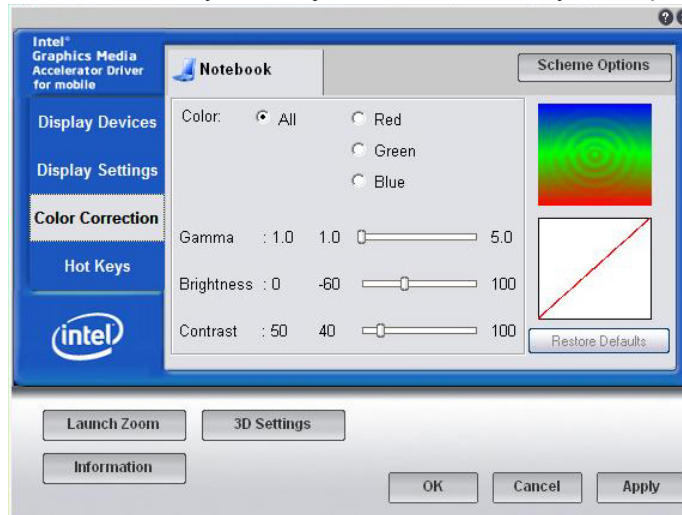 Intel®
Graphics Media
Accelerator Driver
for mobile
Notebook
Scheme Options
Display Devices
Display Settings
Color Correction
Hot Keys
intel
Color: All Red
Green
Blue
Gamma : 1.0 1.0 5.0
Brightness : 0 -60 100
Contrast : 50 40 100
Restore Defaults
Launch Zoom 3D Settings
Information
OK Cancel Apply